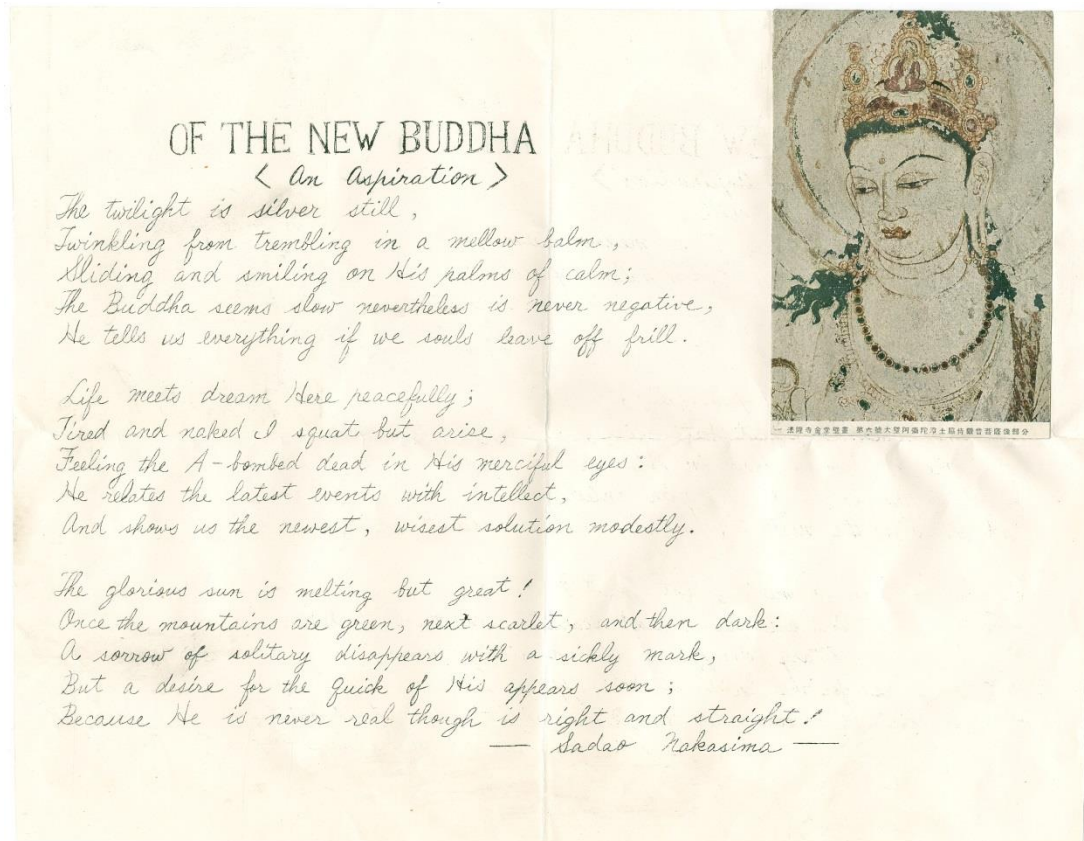 OF THE NEW BUDDHA
< An Aspiration >
The twilight is silver still,
Twinkling from trembling in a mellow balm,
Sliding and smiling on His palms of calm;
The Buddha seems slow nevertheless is never negative,
He tells us everything if we souls leave off frill.
Life meets dream Here peacefully;
Tired and naked I squat but arise,
Feeling the A-bombed dead in His merciful eyes:
He relates the latest events with intellect,
And shows us the newest, wisest solution modestly.
The glorious sun is melting but great!
Once the mountains are green, next scarlet, and then dark:
A sorrow of solitary disappears with a sickly mark,
But a desire for the quick of His appears soon;
Because He is never real though is right and straight!
— Sadao Nakasima —